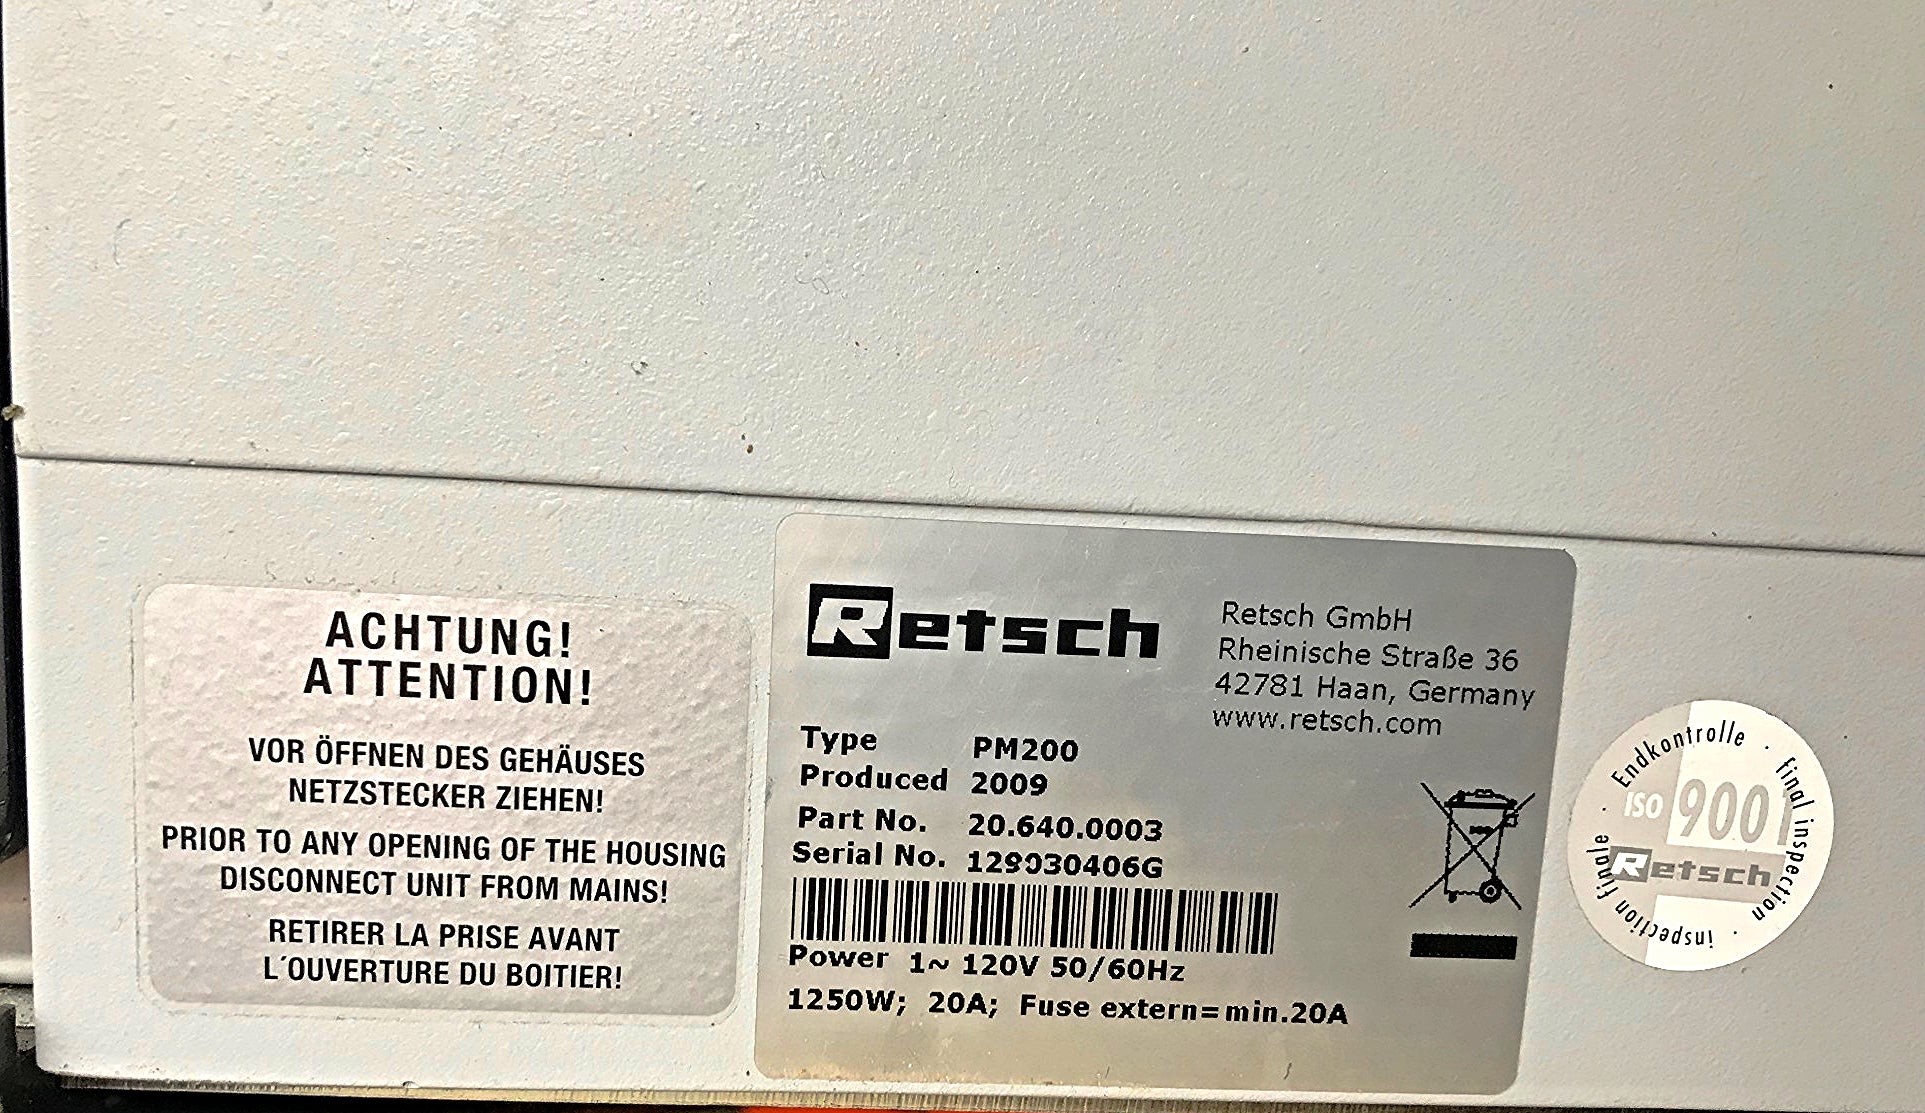 ACHTUNG!
ATTENTION!
VOR ÖFFNEN DES GEHÄUSES
NETZSTECKER ZIEHEN!
PRIOR TO ANY OPENING OF THE HOUSING
DISCONNECT UNIT FROM MAINS!
RETIRER LA PRISE AVANT
L´OUVERTURE DU BOITIER!
Retsch
Retsch GmbH
Rheinische Straße 36
42781 Haan, Germany
www.retsch.com
Type PM200
Produced 2009
Part No. 20.640.0003
Serial No. 129030406G
Power 1~ 120V 50/60Hz
1250W; 20A; Fuse extern=min.20A
Endkontrolle · final inspection · inspection finale ·
ISO 9001
Retsch